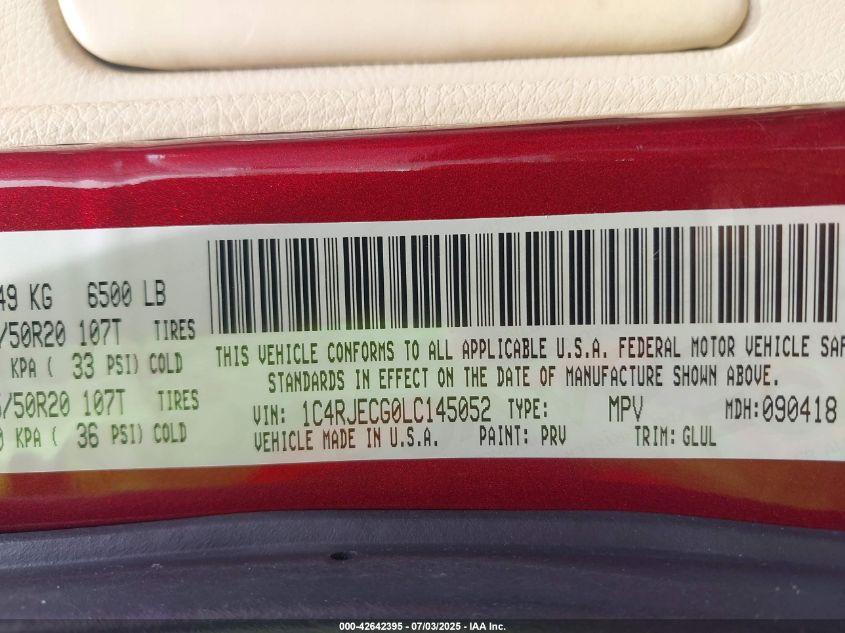 49 KG 6500 LB
/50R20 107T TIRES
KPA ( 33 PSI) COLD
/50R20 107T TIRES
KPA ( 36 PSI) COLD
THIS VEHICLE CONFORMS TO ALL APPLICABLE U.S.A. FEDERAL MOTOR VEHICLE SAF
STANDARDS IN EFFECT ON THE DATE OF MANUFACTURE SHOWN ABOVE.
VIN: 1C4RJECG0LC145052 TYPE: MPV MDH: 090418
VEHICLE MADE IN U.S.A. PAINT: PRV TRIM: GLUL
000-42642395 - 07/03/2025 - IAA Inc.